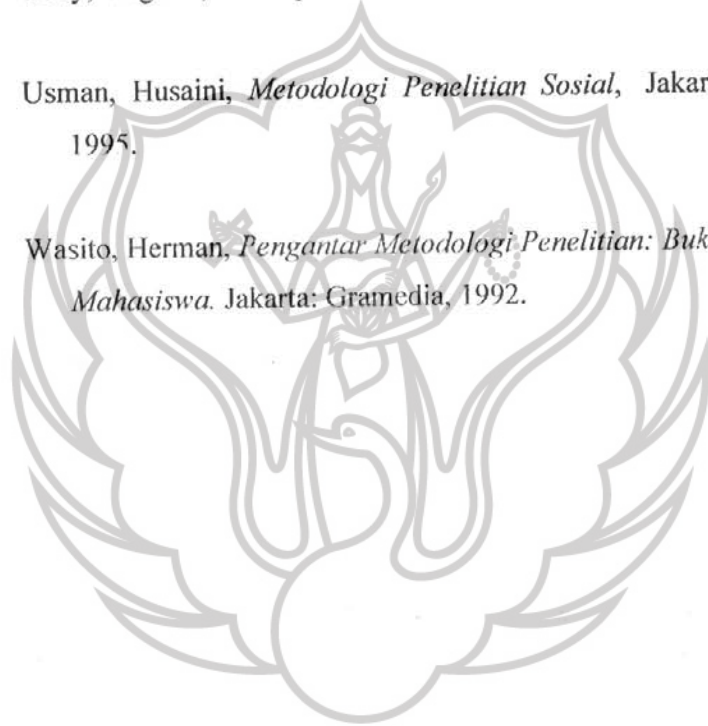 Usman, Husaini, Metodologi Penelitian Sosial, Jakar
1995.
Wasito, Herman, Pengantar Metodologi Penelitian: Buk
Mahasiswa. Jakarta: Gramedia, 1992.